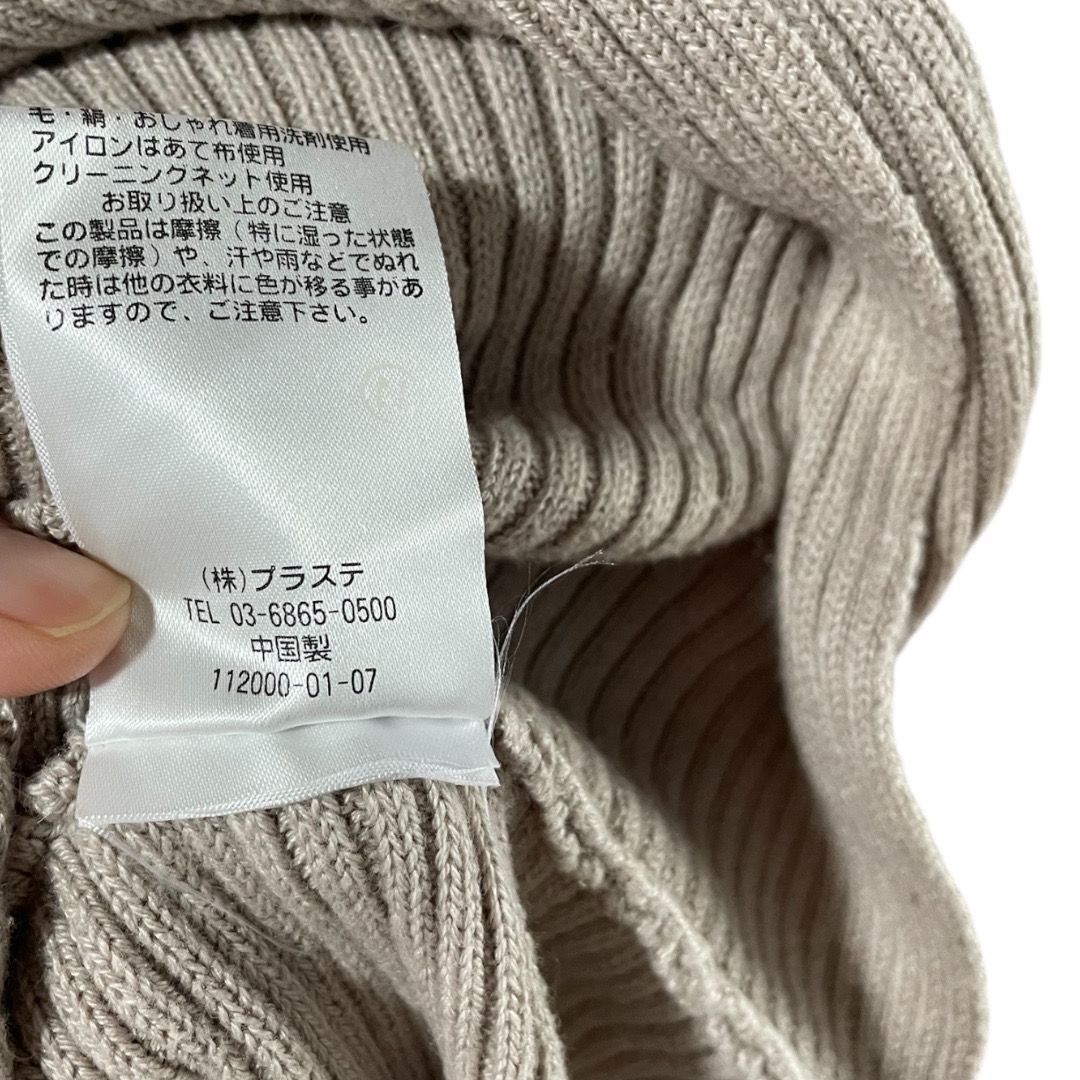 毛・絹・おしゃれ着用洗剤使用
アイロンはあて布使用
クリーニングネット使用
お取り扱い上のご注意
この製品は摩擦（特に湿った状態
での摩擦）や、汗や雨などでぬれ
た時は他の衣料に色が移る事があ
りますので、ご注意下さい。
(株)プラステ
TEL 03-6865-0500
中国製
112000-01-07